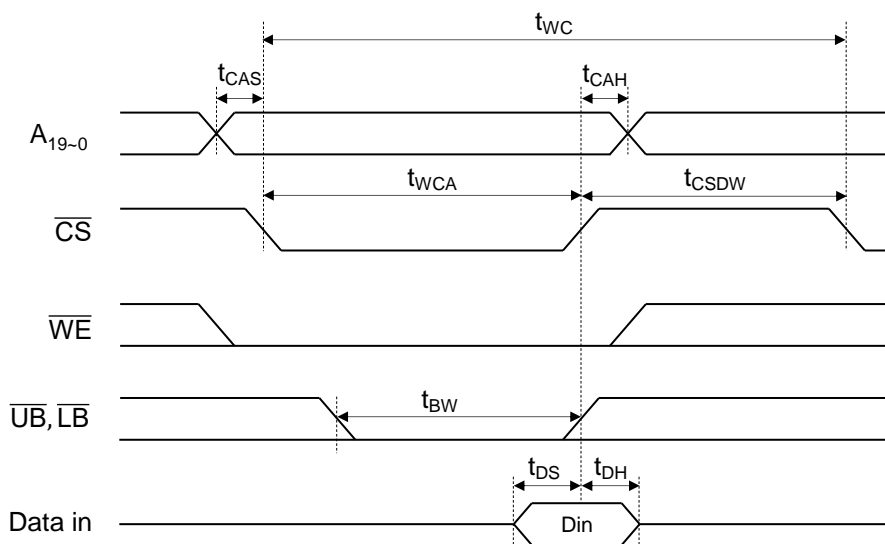 tWC
tCAS
tCAH
A19~0
tWCA
tCSDW
CS
WE
UB, LB
tBW
tDS
tDH
Data in
Din